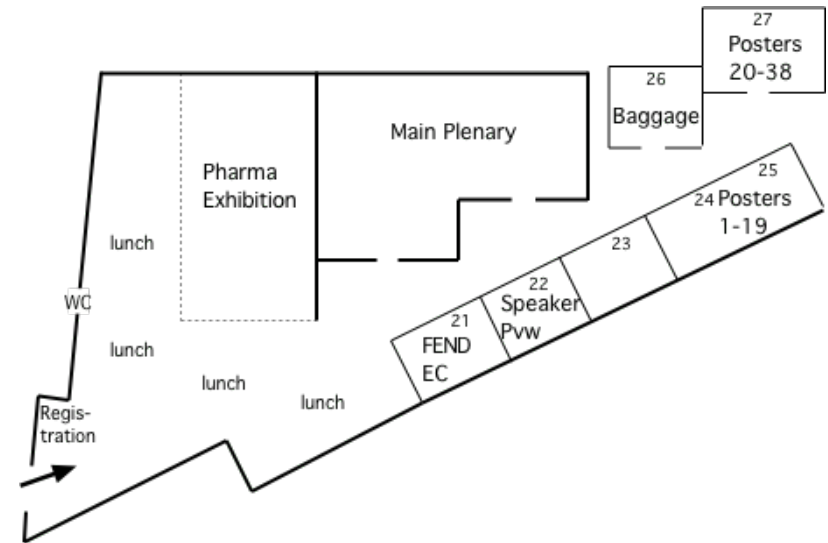 27
Posters
20-38
26
Baggage
Main Plenary
Pharma
Exhibition
25
24 Posters
1-19
23
22
Speaker
Pvw
21
FEND
EC
lunch
WC
lunch
lunch
lunch
Regis-
tration